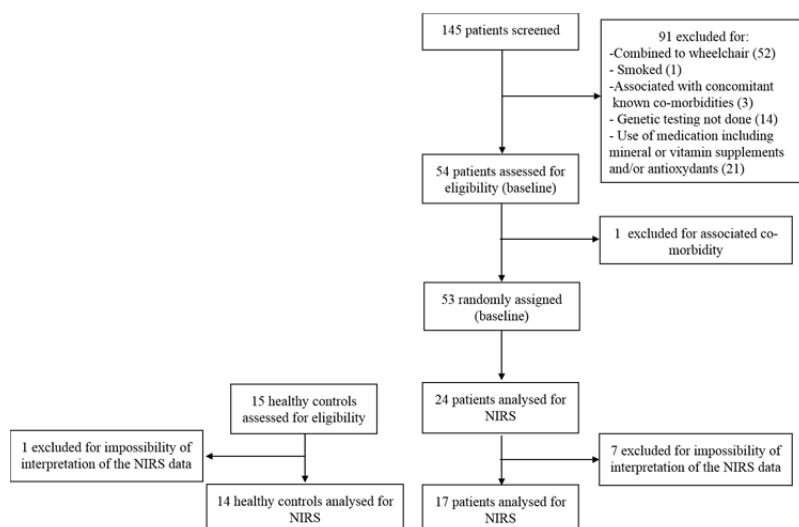 145 patients screened
91 excluded for:
-Combined to wheelchair (52)
- Smoked (1)
-Associated with concomitant
known co-morbidities (3)
- Genetic testing not done (14)
- Use of medication including
mineral or vitamin supplements
and/or antioxydants (21)
54 patients assessed for
eligibility (baseline)
1 excluded for associated co-
morbidity
53 randomly assigned
(baseline)
15 healthy controls
assessed for eligibility
24 patients analysed for
NIRS
1 excluded for impossibility of
interpretation of the NIRS data
7 excluded for impossibility of
interpretation of the NIRS data
14 healthy controls analysed for
NIRS
17 patients analysed for
NIRS